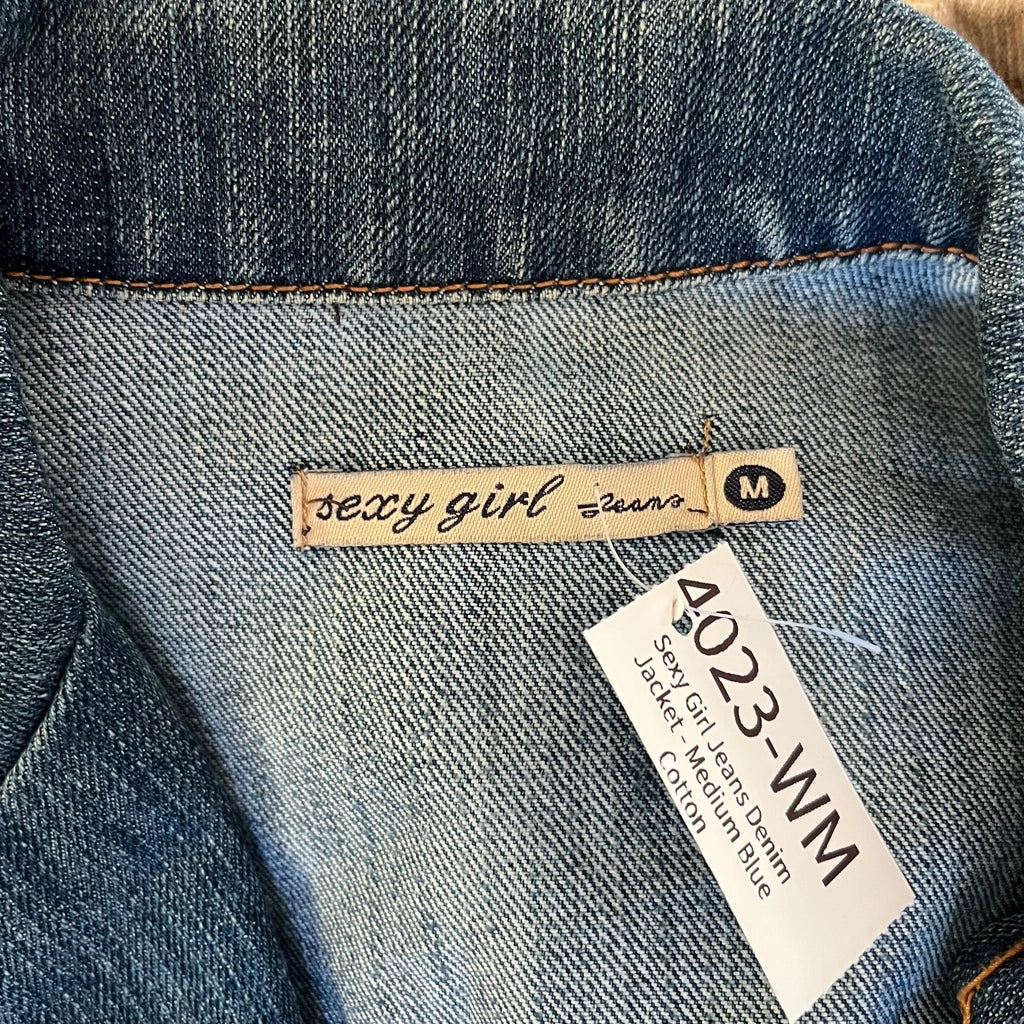 sexy girl Jeans
M
4023-WM
Sexy Girl Jeans Denim
Jacket - Medium Blue
Cotton